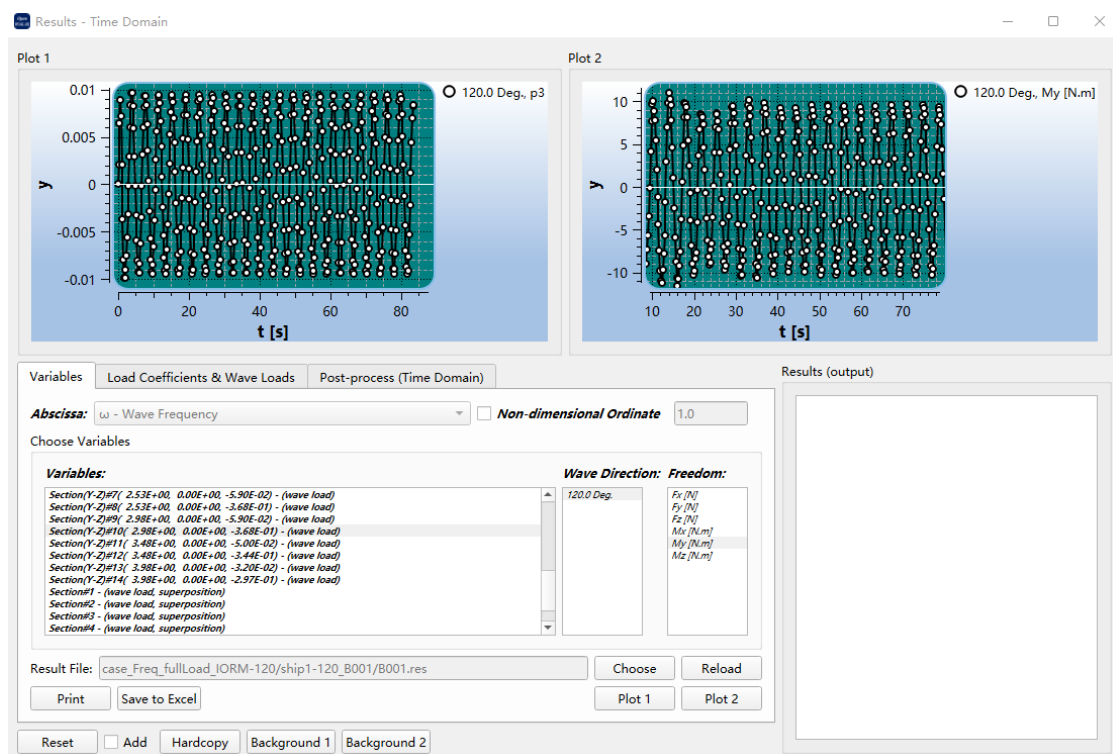 Results - Time Domain
Plot 1
Plot 2
0.01
0.005
0
-0.005
-0.01
y
0
20
40
60
80
t [s]
120.0 Deg., p3
10
5
0
-5
-10
y
10
20
30
40
50
60
70
t [s]
120.0 Deg., My [N.m]
Variables
Load Coefficients & Wave Loads
Post-process (Time Domain)
Results (output)
Abscissa:
ω - Wave Frequency
Non-dimensional Ordinate
1.0
Choose Variables
Variables:
Wave Direction:
Freedom:
Section(Y-Z)#7( 2.53E+00, 0.00E+00, -5.90E-02) - (wave load)
Section(Y-Z)#8( 2.53E+00, 0.00E+00, -3.68E-01) - (wave load)
Section(Y-Z)#9( 2.98E+00, 0.00E+00, -5.90E-02) - (wave load)
Section(Y-Z)#10( 2.98E+00, 0.00E+00, -3.68E-01) - (wave load)
Section(Y-Z)#11( 3.48E+00, 0.00E+00, -5.00E-02) - (wave load)
Section(Y-Z)#12( 3.48E+00, 0.00E+00, -3.44E-01) - (wave load)
Section(Y-Z)#13( 3.98E+00, 0.00E+00, -3.20E-02) - (wave load)
Section(Y-Z)#14( 3.98E+00, 0.00E+00, -2.97E-01) - (wave load)
Section#1 - (wave load, superposition)
Section#2 - (wave load, superposition)
Section#3 - (wave load, superposition)
Section#4 - (wave load, superposition)
120.0 Deg.
Fx [N]
Fy [N]
Fz [N]
Mx [N.m]
My [N.m]
Mz [N.m]
Result File:
case_Freq_fullLoad_IORM-120/ship1-120_B001/B001.res
Choose
Reload
Print
Save to Excel
Plot 1
Plot 2
Reset
Add
Hardcopy
Background 1
Background 2